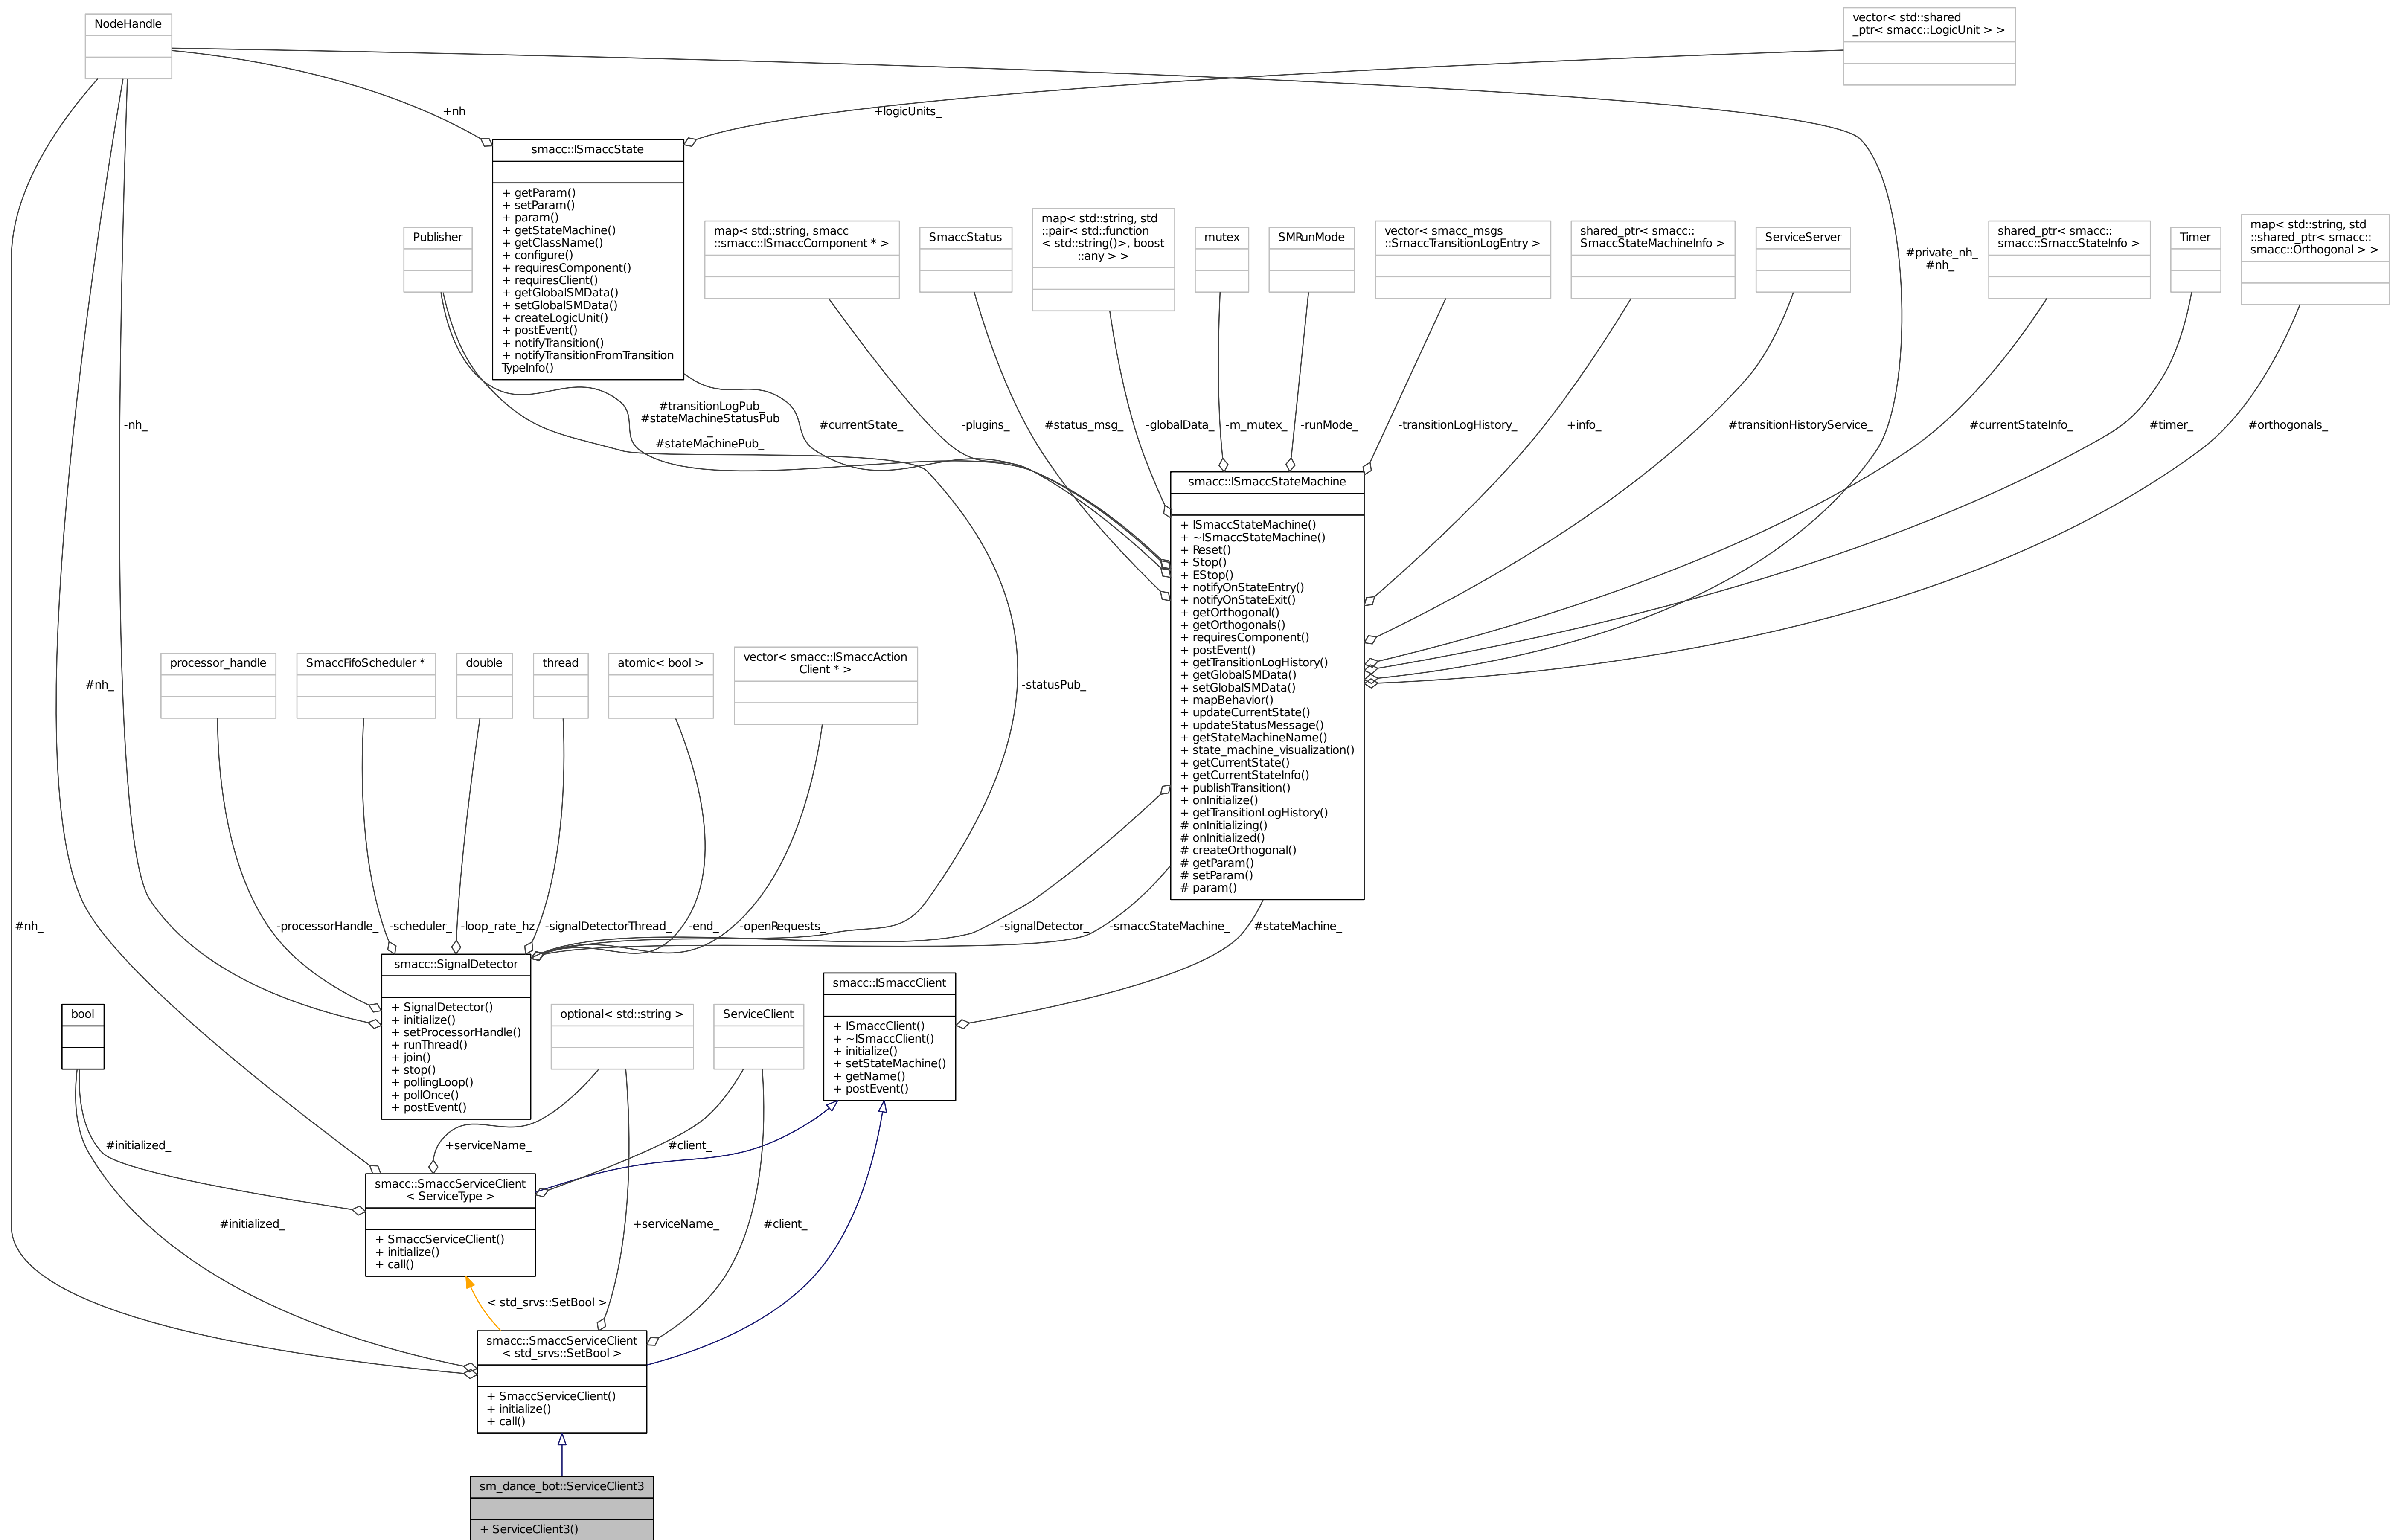 NodeHandle
vector< std::shared
_ptr< smacc::LogicUnit > >
+nh
+logicUnits_
smacc::ISmaccState
+ getParam()
+ setParam()
+ param()
+ getStateMachine()
+ getClassName()
+ configure()
+ requiresComponent()
+ requiresClient()
+ getGlobalSMData()
+ setGlobalSMData()
+ createLogicUnit()
+ postEvent()
+ notifyTransition()
+ notifyTransitionFromTransition
TypeInfo()
Publisher
map< std::string, smacc
::smacc::ISmaccComponent * >
SmaccStatus
map< std::string, std
::pair< std::function
< std::string()>, boost
::any > >
mutex
SMRunMode
vector< smacc_msgs
::SmaccTransitionLogEntry >
shared_ptr< smacc::
SmaccStateMachineInfo >
ServiceServer
#private_nh_
#nh_
shared_ptr< smacc::
smacc::SmaccStateInfo >
Timer
map< std::string, std
::shared_ptr< smacc::
smacc::Orthogonal > >
-nh_
#transitionLogPub_
#stateMachineStatusPub
_
#stateMachinePub_
#currentState_
-plugins_
#status_msg_
-globalData_
-m_mutex_
-runMode_
-transitionLogHistory_
+info_
#transitionHistoryService_
#currentStateInfo_
#timer_
#orthogonals_
smacc::ISmaccStateMachine
+ ISmaccStateMachine()
+ ~ISmaccStateMachine()
+ Reset()
+ Stop()
+ EStop()
+ notifyOnStateEntry()
+ notifyOnStateExit()
+ getOrthogonal()
+ getOrthogonals()
+ requiresComponent()
+ postEvent()
+ getTransitionLogHistory()
+ getGlobalSMData()
+ setGlobalSMData()
+ mapBehavior()
+ updateCurrentState()
+ updateStatusMessage()
+ getStateMachineName()
+ state_machine_visualization()
+ getCurrentState()
+ getCurrentStateInfo()
+ publishTransition()
+ onInitialize()
+ getTransitionLogHistory()
# onInitializing()
# onInitialized()
# createOrthogonal()
# getParam()
# setParam()
# param()
#nh_
processor_handle
SmaccFifoScheduler *
double
thread
atomic< bool >
vector< smacc::ISmaccAction
Client * >
-statusPub_
#nh_
-processorHandle_
-scheduler_
-loop_rate_hz
-signalDetectorThread_
-end_
-openRequests_
-signalDetector_
-smaccStateMachine_
#stateMachine_
smacc::SignalDetector
+ SignalDetector()
+ initialize()
+ setProcessorHandle()
+ runThread()
+ join()
+ stop()
+ pollingLoop()
+ pollOnce()
+ postEvent()
bool
optional< std::string >
ServiceClient
smacc::ISmaccClient
+ ISmaccClient()
+ ~ISmaccClient()
+ initialize()
+ setStateMachine()
+ getName()
+ postEvent()
#initialized_
+serviceName_
#client_
smacc::SmaccServiceClient
< ServiceType >
+ SmaccServiceClient()
+ initialize()
+ call()
#initialized_
+serviceName_
#client_
< std_srvs::SetBool >
smacc::SmaccServiceClient
< std_srvs::SetBool >
+ SmaccServiceClient()
+ initialize()
+ call()
sm_dance_bot::ServiceClient3
+ ServiceClient3()